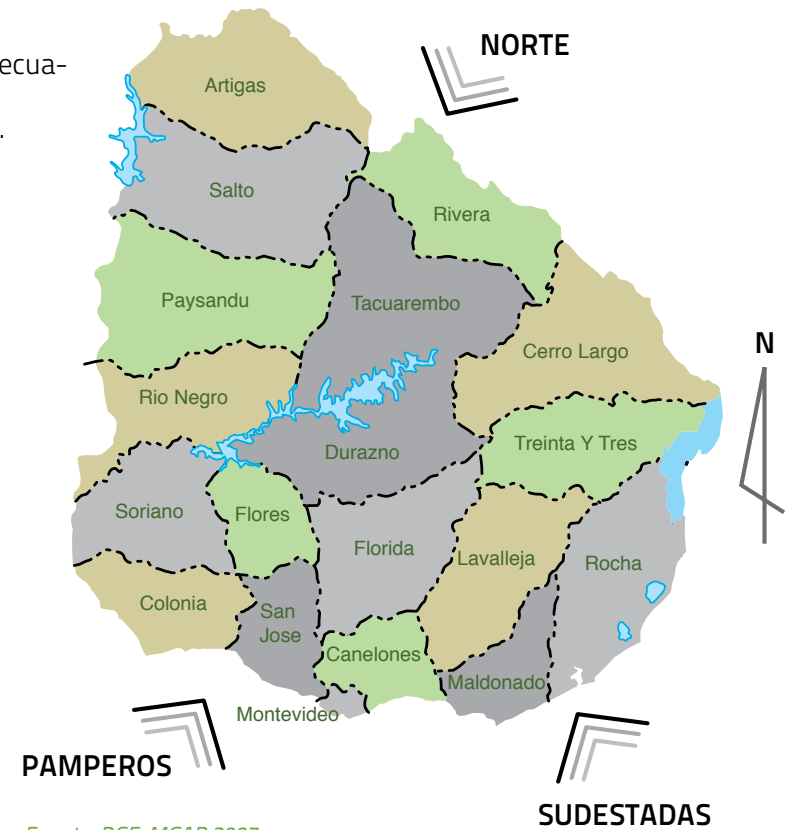 ecua-
.
NORTE
Artigas
Salto
Rivera
Paysandu
Tacuarembo
N
Cerro Largo
Rio Negro
Treinta Y Tres
Durazno
Soriano
Flores
Florida
Lavalleja
Rocha
Colonia
San
Jose
Canelones
Maldonado
Montevideo
PAMPEROS
SUDESTADAS